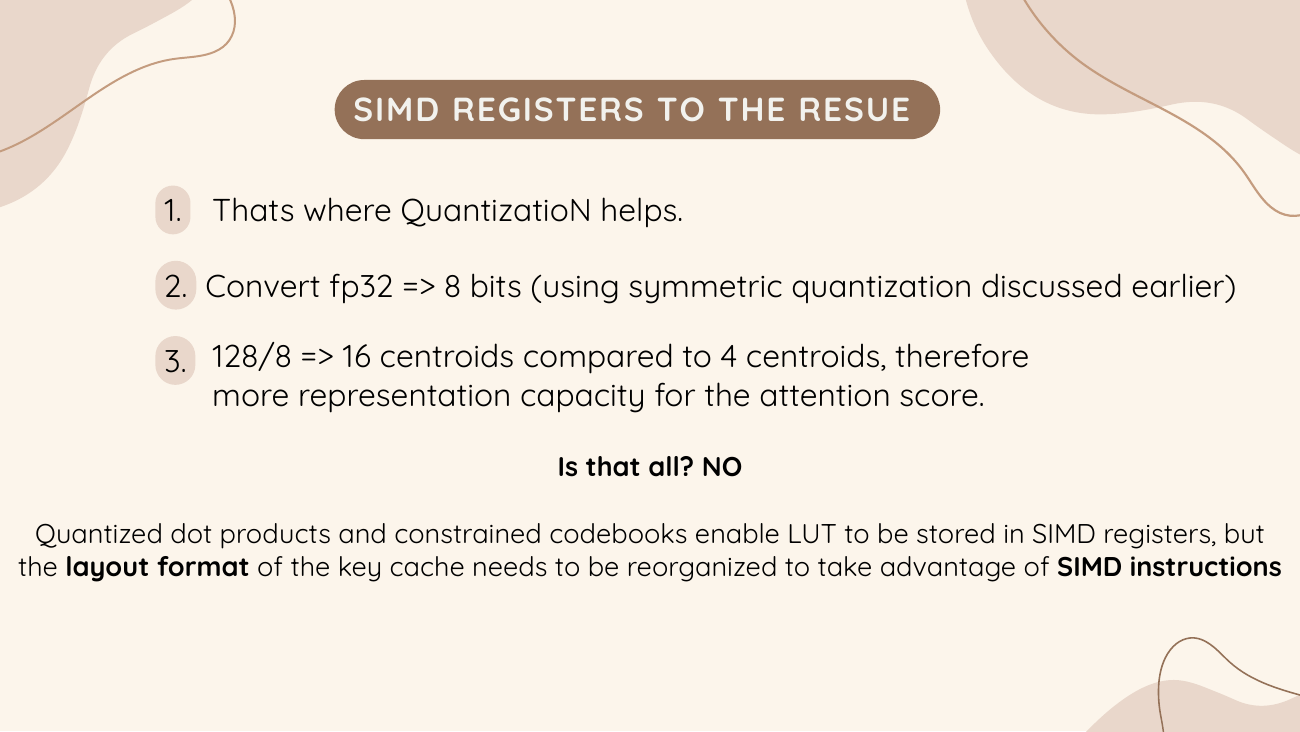 SIMD REGISTERS TO THE RESUE
1. Thats where QuantizatioN helps.
2. Convert fp32 => 8 bits (using symmetric quantization discussed earlier)
3. 128/8 => 16 centroids compared to 4 centroids, therefore
more representation capacity for the attention score.
Is that all? NO
Quantized dot products and constrained codebooks enable LUT to be stored in SIMD registers, but
the layout format of the key cache needs to be reorganized to take advantage of SIMD instructions